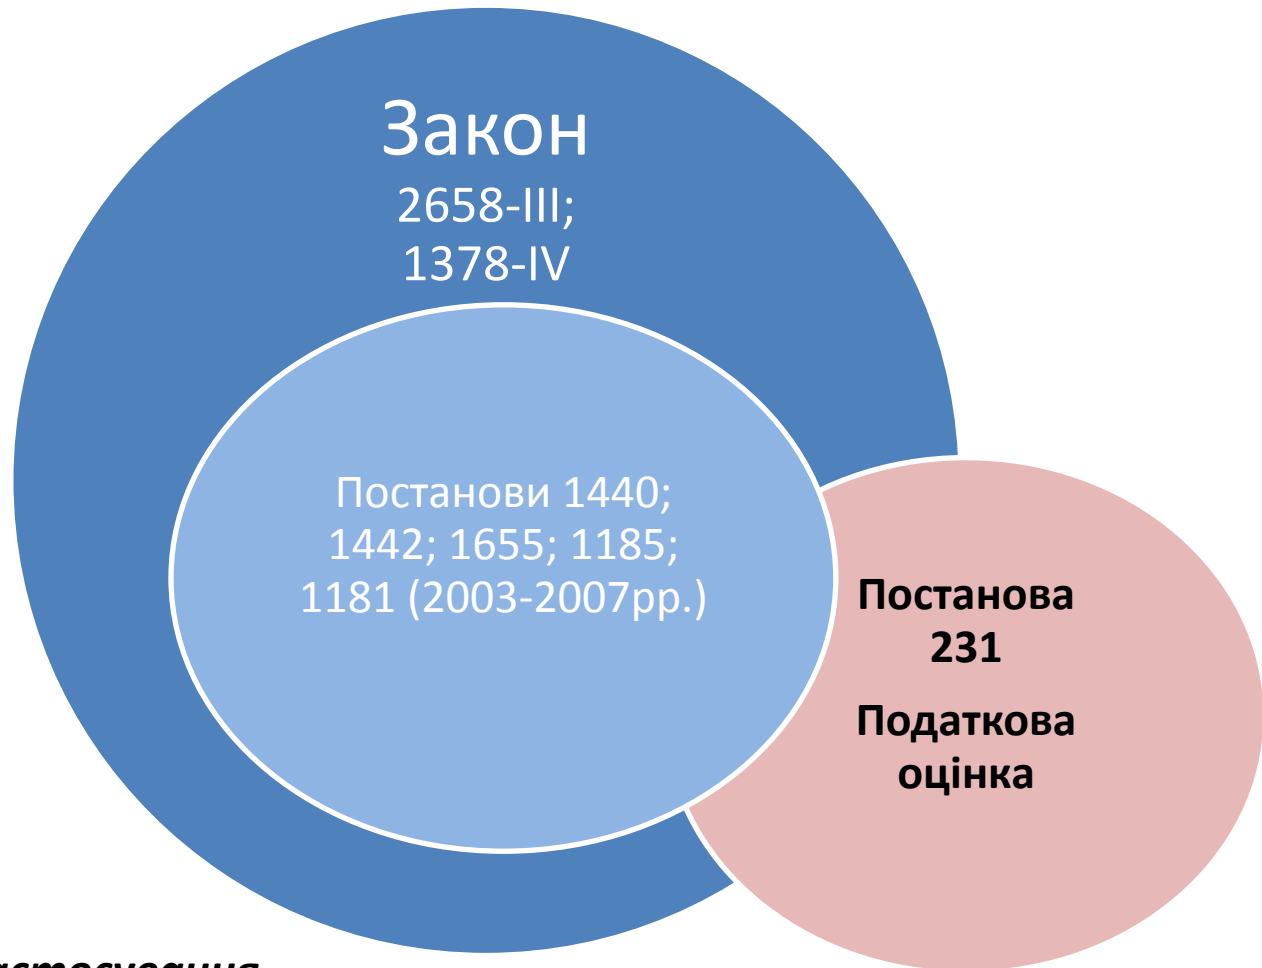 Закон
2658-III;
1378-IV
Постанови 1440;
1442; 1655; 1185;
1181 (2003-2007рр.)
Постанова
231
Податкова
оцінка